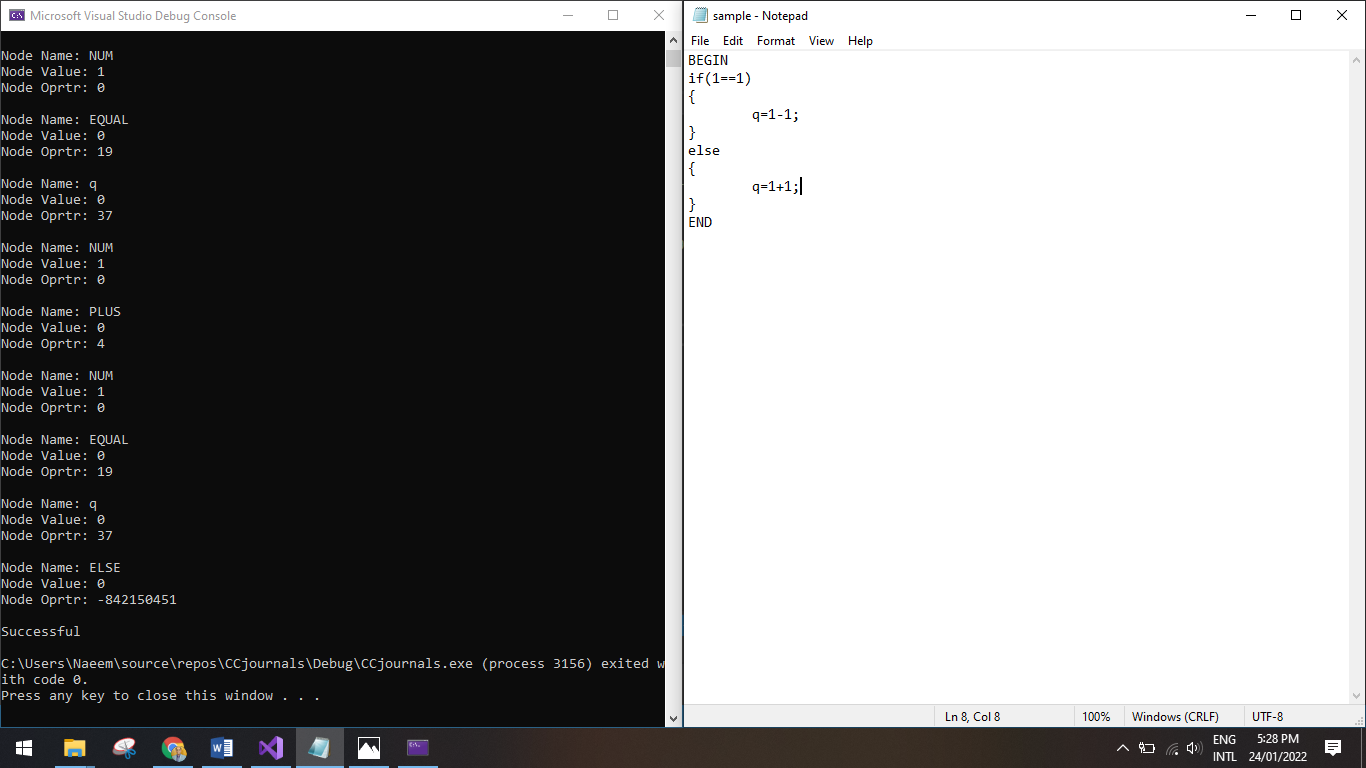 Microsoft Visual Studio Debug Console
Node Name: NUM
Node Value: 1
Node Oprtr: 0
Node Name: EQUAL
Node Value: 0
Node Oprtr: 19
Node Name: q
Node Value: 0
Node Oprtr: 37
Node Name: NUM
Node Value: 1
Node Oprtr: 0
Node Name: PLUS
Node Value: 0
Node Oprtr: 4
Node Name: NUM
Node Value: 1
Node Oprtr: 0
Node Name: EQUAL
Node Value: 0
Node Oprtr: 19
Node Name: q
Node Value: 0
Node Oprtr: 37
Node Name: ELSE
Node Value: 0
Node Oprtr: -842150451
Successful
C:\Users\Naeem\source\repos\CCjournals\Debug\CCjournals.exe (process 3156) exited w
ith code 0.
Press any key to close this window . . .
sample - Notepad
File Edit Format View Help
BEGIN
if(1==1)
{
q=1-1;
}
else
{
q=1+1;
}
END
Ln 8, Col 8 100% Windows (CRLF) UTF-8
ENG
INTL
5:28 PM
24/01/2022